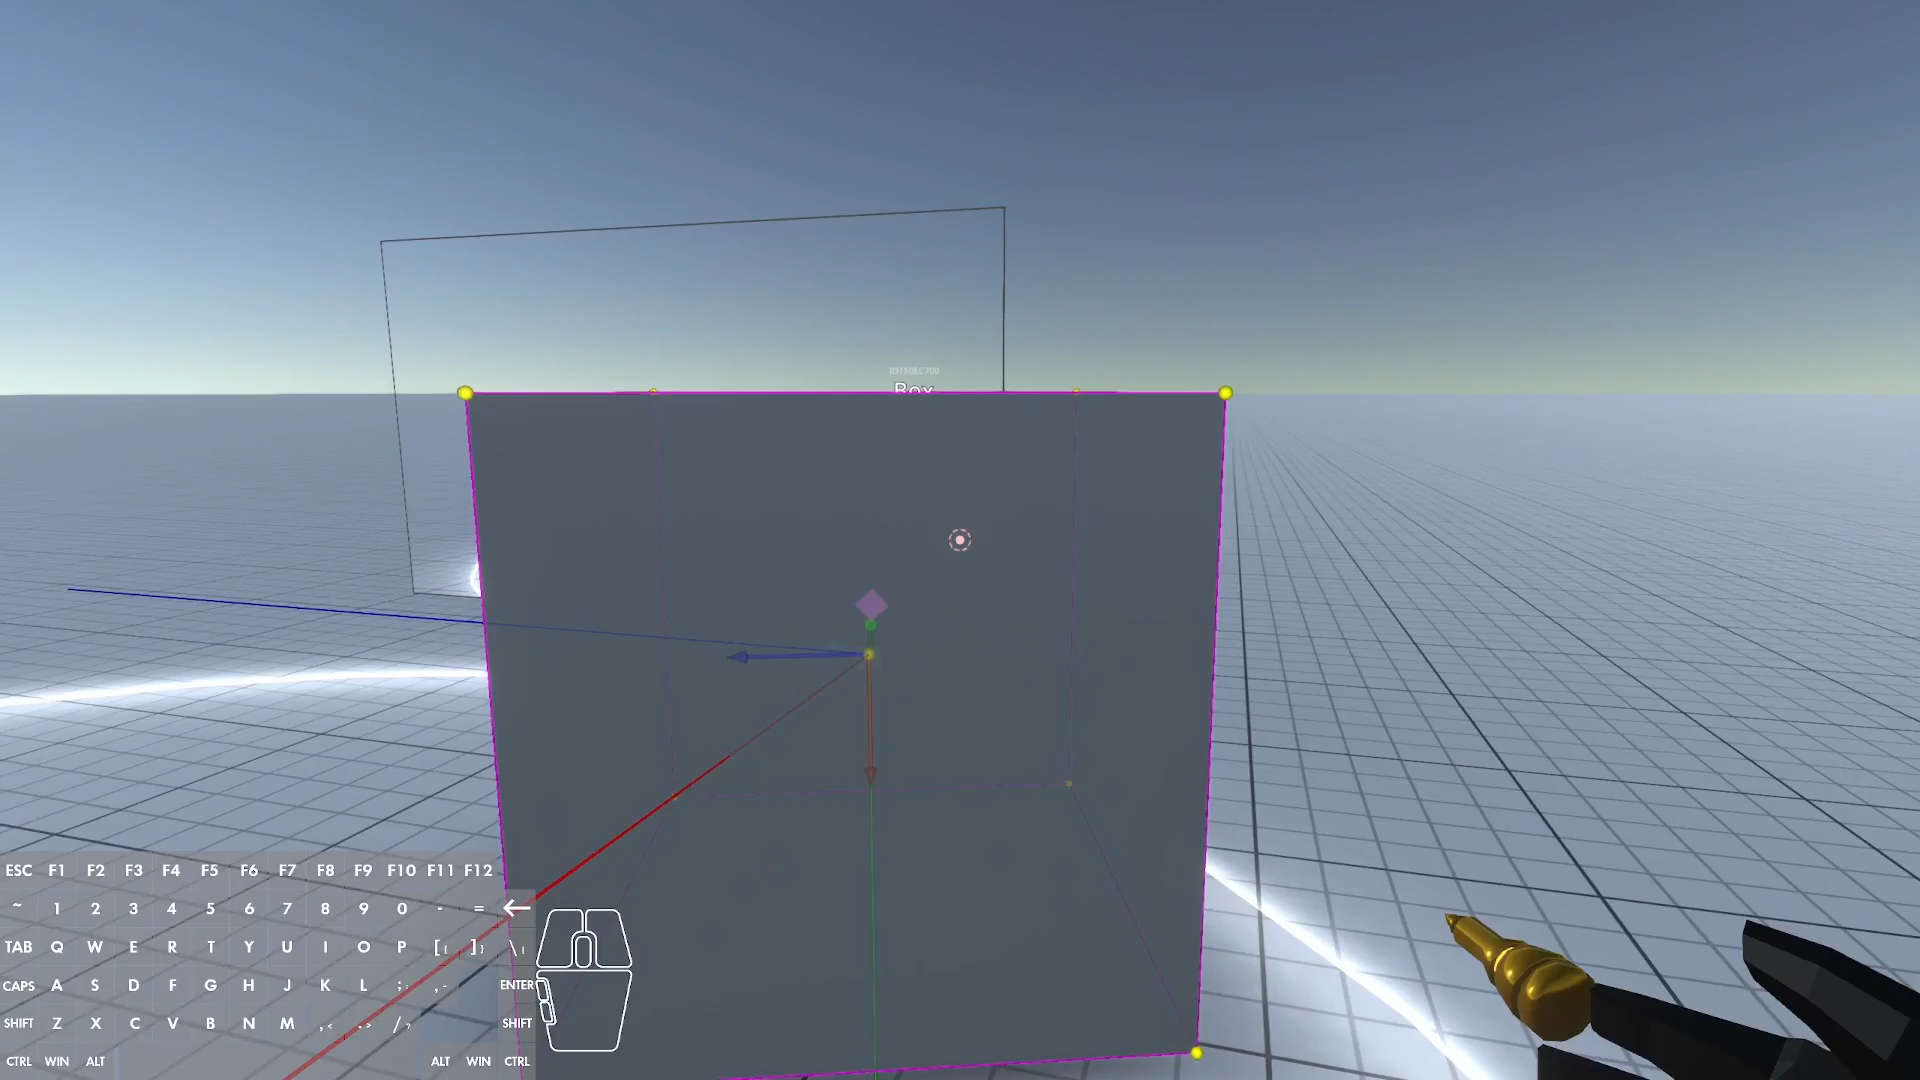 Box
ESC F1 F2 F3 F4 F5 F6 F7 F8 F9 F10 F11 F12
~ 1 2 3 4 5 6 7 8 9 0 - = ←
TAB Q W E R T Y U I O P [{ ]} \|
CAPS A S D F G H J K L ;: ,- ENTER
SHIFT Z X C V B N M ,< .> /? SHIFT
CTRL WIN ALT ALT WIN CTRL